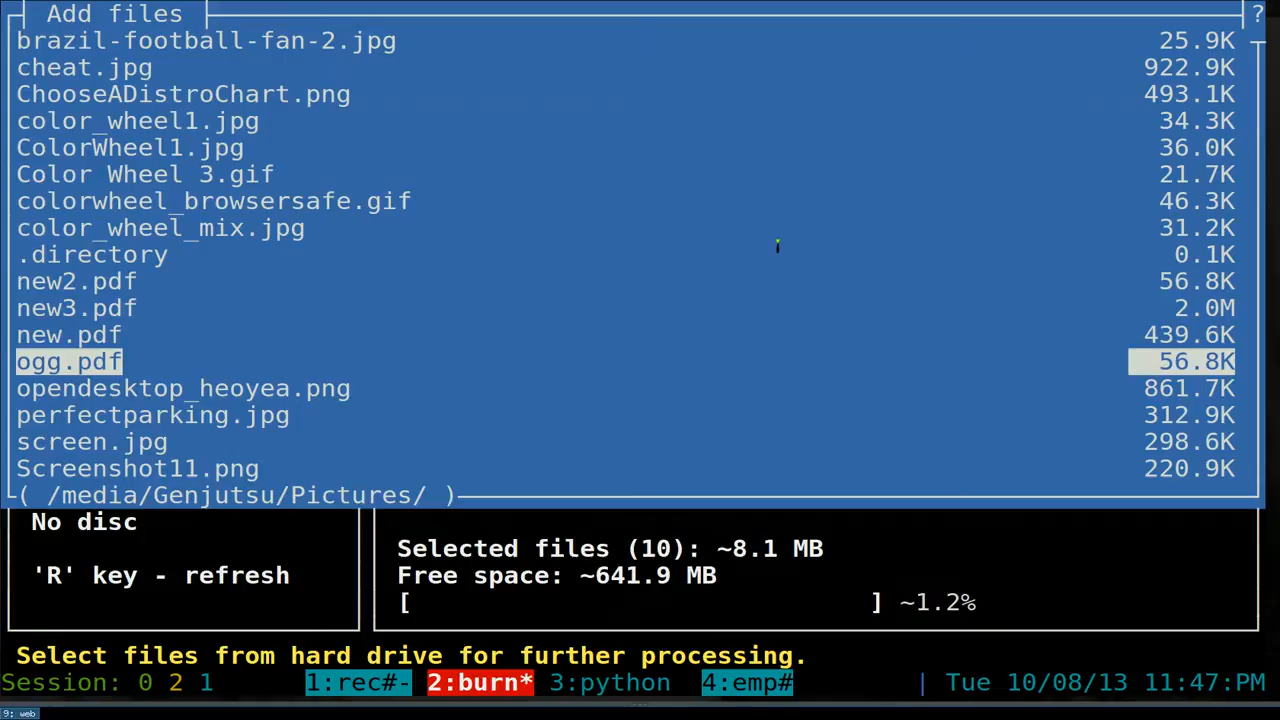 Add files ?
brazil-football-fan-2.jpg 25.9K
cheat.jpg 922.9K
ChooseADistroChart.png 493.1K
color_wheel1.jpg 34.3K
ColorWheel1.jpg 36.0K
Color Wheel 3.gif 21.7K
colorwheel_browsersafe.gif 46.3K
color_wheel_mix.jpg 31.2K
.directory 0.1K
new2.pdf 56.8K
new3.pdf 2.0M
new.pdf 439.6K
ogg.pdf 56.8K
opendesktop_heoyea.png 861.7K
perfectparking.jpg 312.9K
screen.jpg 298.6K
Screenshot11.png 220.9K
( /media/Genjutsu/Pictures/ )
No disc
'R' key - refresh
Selected files (10): ~8.1 MB
Free space: ~641.9 MB
[ ] ~1.2%
Select files from hard drive for further processing.
Session: 0 2 1 1:rec#- 2:burn* 3:python 4:emp# | Tue 10/08/13 11:47:PM
9: web